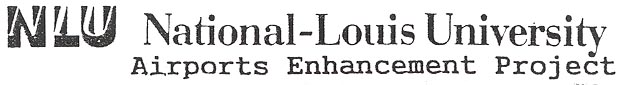 NLU National-Louis University
Airports Enhancement Project